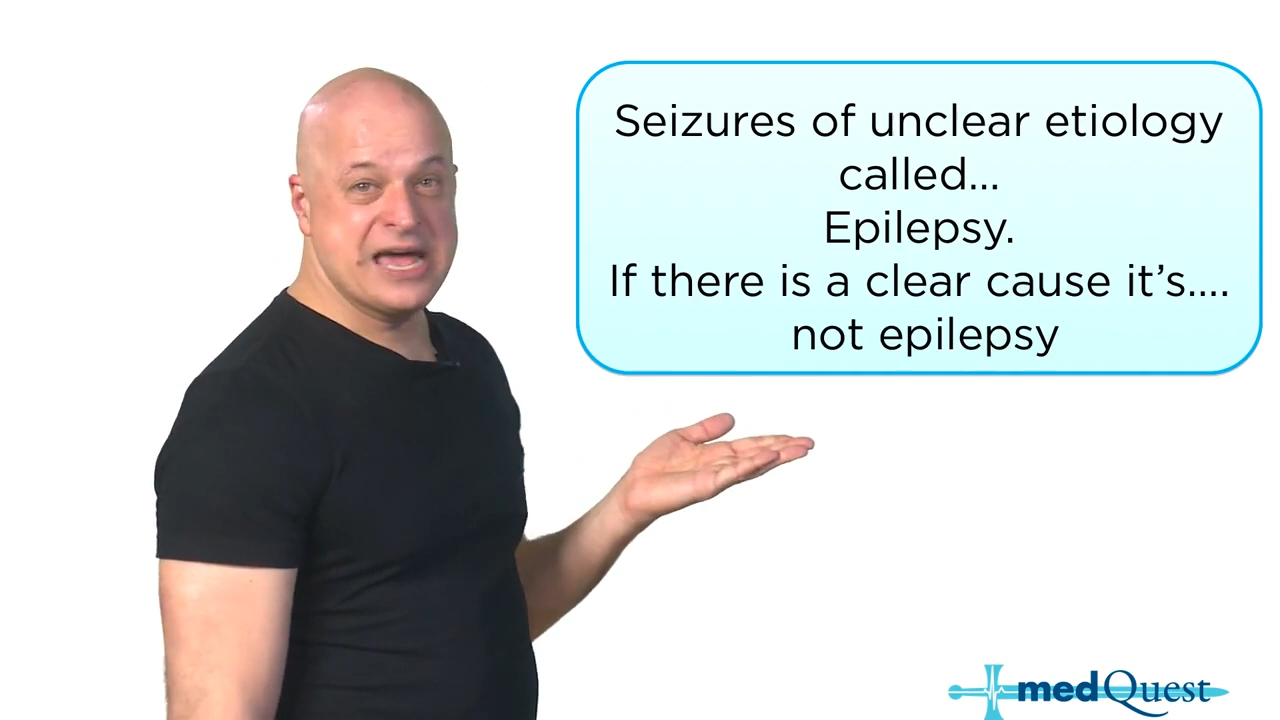 Seizures of unclear etiology
called...
Epilepsy.
If there is a clear cause it’s....
not epilepsy
medQuest